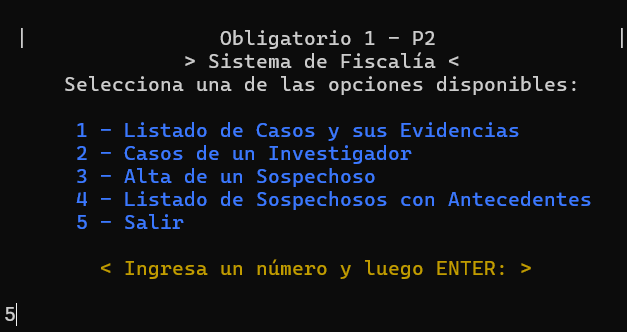 | Obligatorio 1 - P2 |
> Sistema de Fiscalía <
Selecciona una de las opciones disponibles:
1 - Listado de Casos y sus Evidencias
2 - Casos de un Investigador
3 - Alta de un Sospechoso
4 - Listado de Sospechosos con Antecedentes
5 - Salir
< Ingresa un número y luego ENTER: >
5